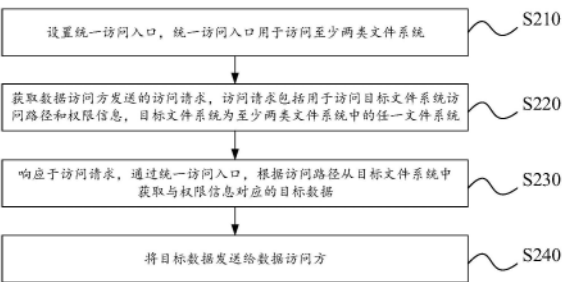 设置统一访问入口，统一访问入口用于访问至少两类文件系统
S210
获取数据访问方发送的访问请求，访问请求包括用于访问目标文件系统访
问路径和权限信息，目标文件系统为至少两类文件系统中的任一文件系统
S220
响应于访问请求，通过统一访问入口，根据访问路径从目标文件系统中
获取与权限信息对应的目标数据
S230
将目标数据发送给数据访问方
S240